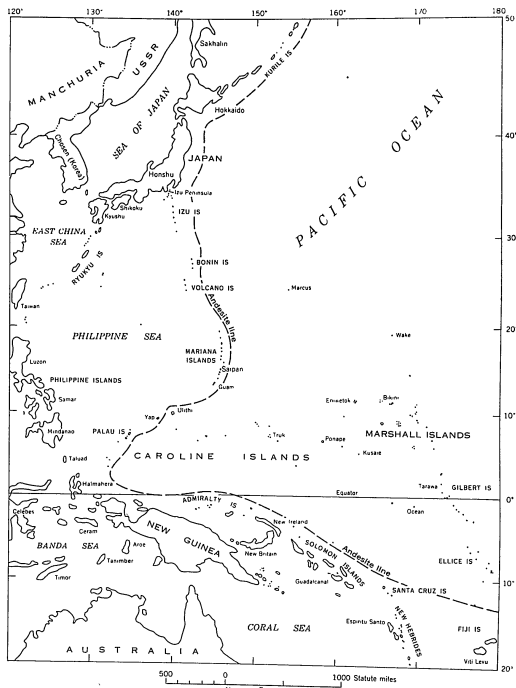 120° 130° 140° 150° 160° 170° 180°
50
Sakhalin
USSR
MANCHURIA
KURILE IS
Hokkaido
SEA OF JAPAN
PACIFIC OCEAN
40°
Chosen (Korea)
JAPAN
Honshu
Izu Peninsula
Shikoku
IZU IS
Kyushu
EAST CHINA
SEA
30
RYUKYU IS
BONIN IS
VOLCANO IS
Marcus
Andesite line
Taiwan
PHILIPPINE SEA
Wake
20°
MARIANA
ISLANDS
Luzon
Saipan
PHILIPPINE ISLANDS
Guam
Samar
Eniwetok
Bikini
Yap
Ulithi
10°
Mindanao
PALAU IS
Truk
Ponape
MARSHALL ISLANDS
Kusaie
Talaud
CAROLINE ISLANDS
Halmahera
Tarawa
GILBERT IS
Equator
0°
ADMIRALTY IS
Celebes
Ocean
Ceram
NEW GUINEA
New Ireland
BANDA SEA
Aroe
New Britain
SOLOMON ISLANDS
Andesite line
Tanimber
ELLICE IS
Timor
Guadalcanal
10°
SANTA CRUZ IS
CORAL SEA
Espiritu Santo
NEW HEBRIDES
FIJI IS
AUSTRALIA
Viti Levu
20°
500 0 1000 Statute miles